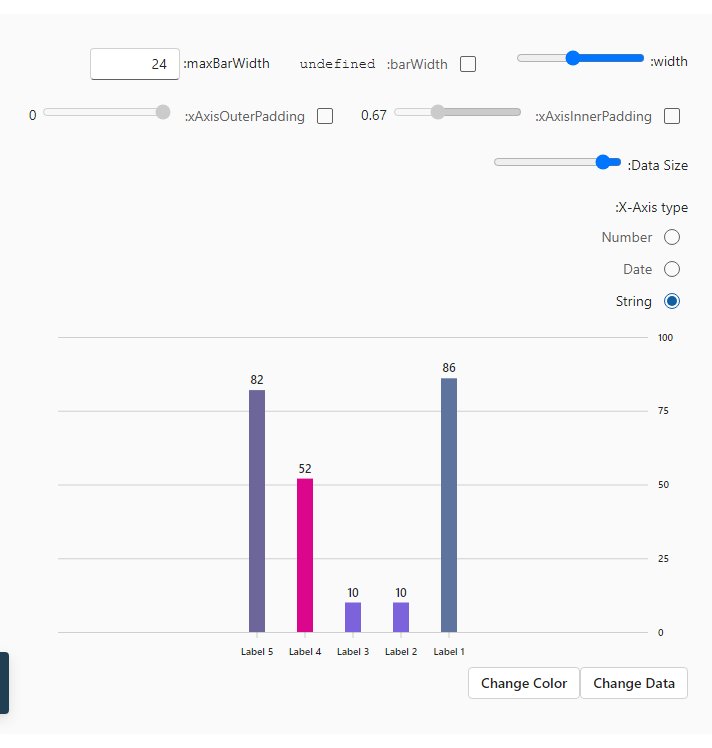 width:
barWidth: undefined
maxBarWidth: 24
xAxisInnerPadding: 0.67
xAxisOuterPadding: 0
Data Size:
X-Axis type:
Number
Date
String
100
75
50
25
0
86
82
52
10
10
Label 5 Label 4 Label 3 Label 2 Label 1
Change Color Change Data